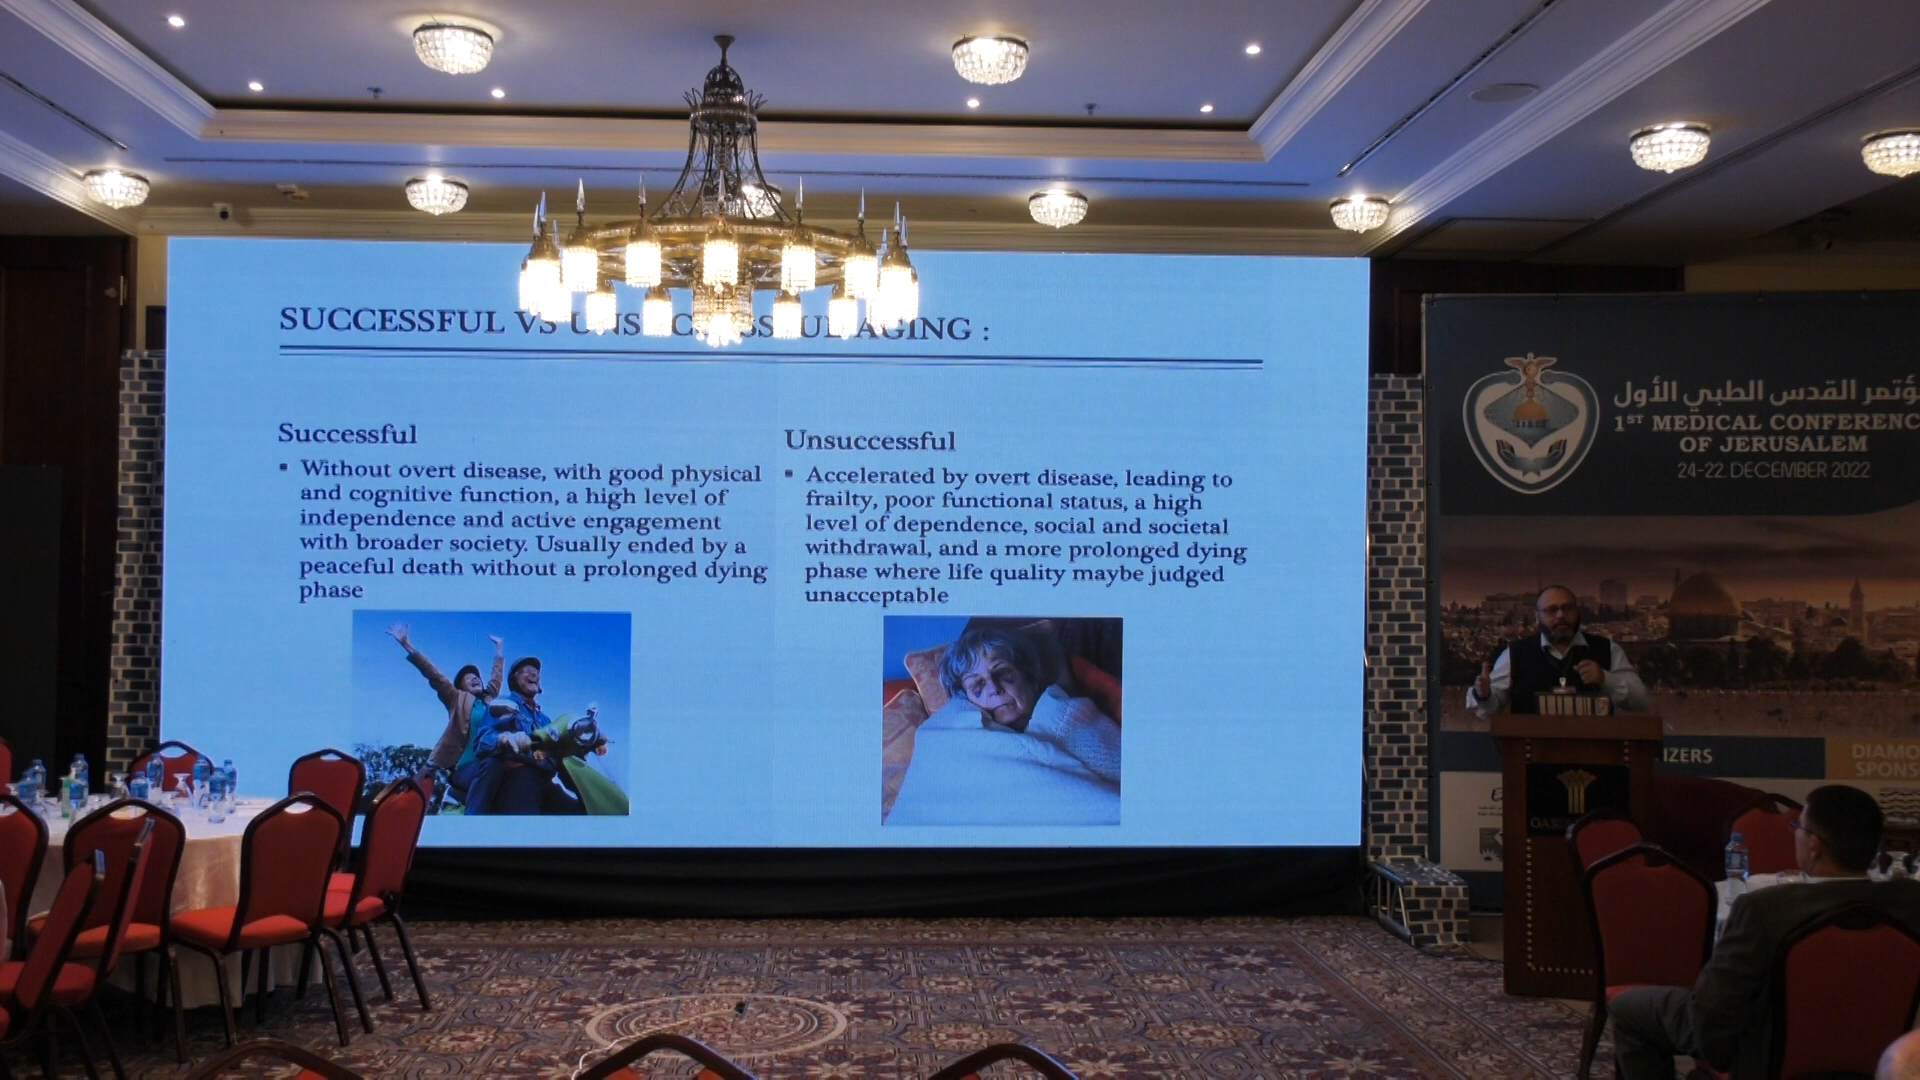 SUCCESSFUL VS UNSUCCESSFUL AGING :
Successful
▪ Without overt disease, with good physical
and cognitive function, a high level of
independence and active engagement
with broader society. Usually ended by a
peaceful death without a prolonged dying
phase
Unsuccessful
▪ Accelerated by overt disease, leading to
frailty, poor functional status, a high
level of dependence, social and societal
withdrawal, and a more prolonged dying
phase where life quality maybe judged
unacceptable
القدس الطبي الأول
1ST MEDICAL CONFERENC
OF JERUSALEM
24-22. DECEMBER 2022
IZERS
DIAMO
SPONS